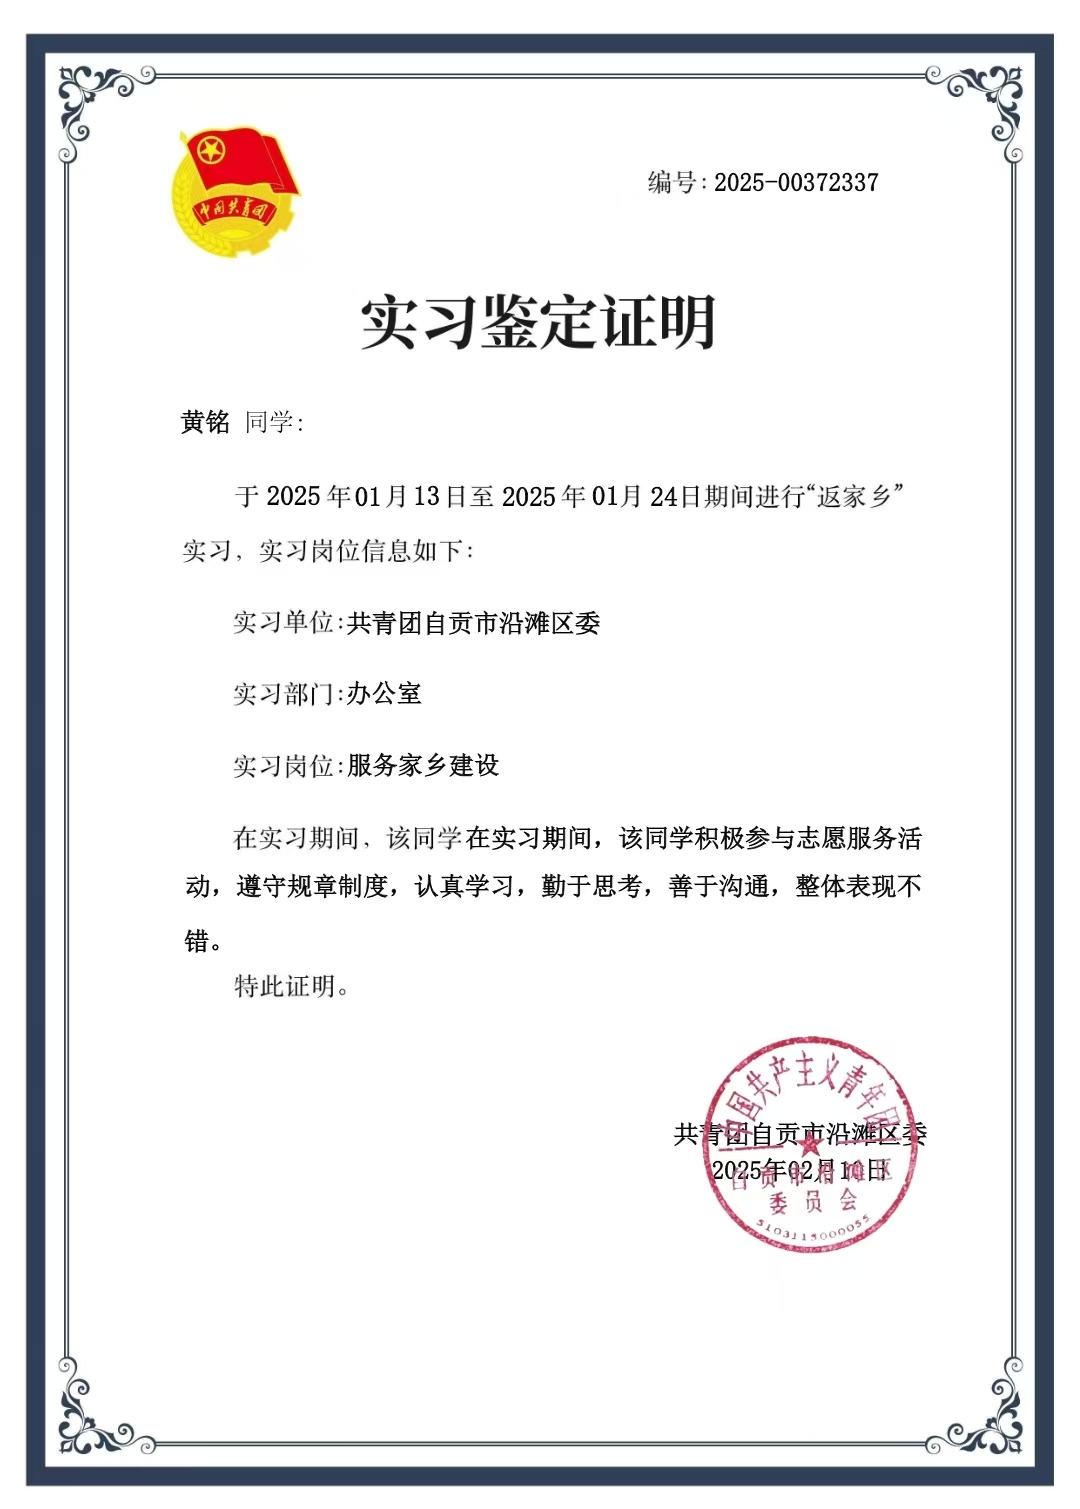 中国共青团
编号：2025-00372337
实习鉴定证明
黄铭 同学：
于 2025 年01月13日至 2025 年 01月 24日期间进行“返家乡”
实习，实习岗位信息如下：
实习单位:共青团自贡市沿滩区委
实习部门:办公室
实习岗位:服务家乡建设
在实习期间，该同学在实习期间，该同学积极参与志愿服务活
动，遵守规章制度，认真学习，勤于思考，善于沟通，整体表现不
错。
特此证明。
中国共产主义青年团
共青团自贡市沿滩区委
2025年02月10日
自贡市沿滩区
委员会
5103115000055